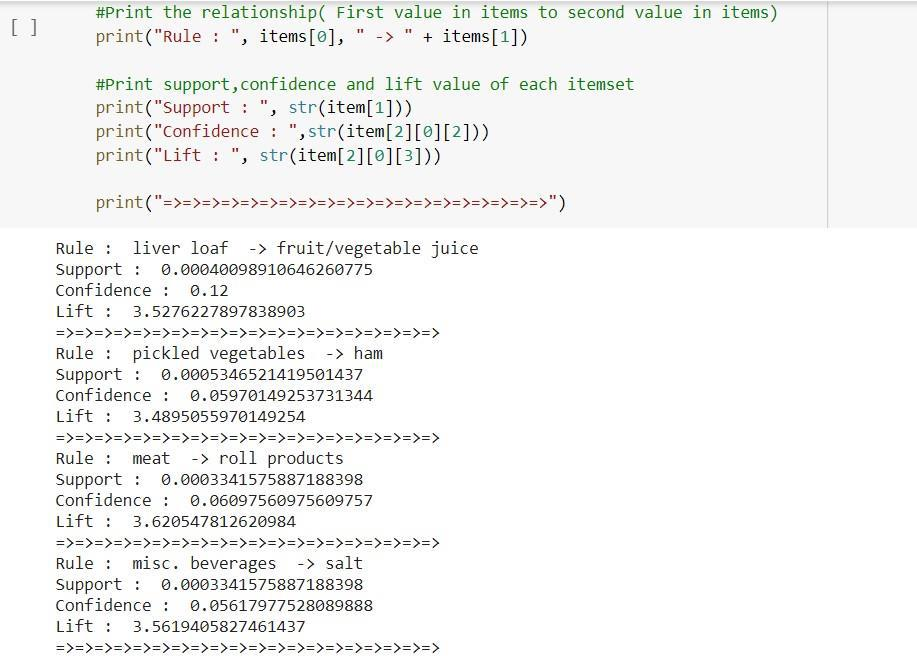 #Print the relationship( First value in items to second value in items)
[ ] print("Rule : ", items[0], " -> " + items[1])
#Print support,confidence and lift value of each itemset
print("Support : ", str(item[1]))
print("Confidence : ",str(item[2][0][2]))
print("Lift : ", str(item[2][0][3]))
print("=>=>=>=>=>=>=>=>=>=>=>=>=>=>=>=>=>=>=>=>")
Rule :  liver loaf  -> fruit/vegetable juice
Support :  0.00040098910646260775
Confidence :  0.12
Lift :  3.5276227897838903
=>=>=>=>=>=>=>=>=>=>=>=>=>=>=>=>=>=>=>=>
Rule :  pickled vegetables  -> ham
Support :  0.0005346521419501437
Confidence :  0.05970149253731344
Lift :  3.4895055970149254
=>=>=>=>=>=>=>=>=>=>=>=>=>=>=>=>=>=>=>=>
Rule :  meat  -> roll products
Support :  0.0003341575887188398
Confidence :  0.06097560975609757
Lift :  3.620547812620984
=>=>=>=>=>=>=>=>=>=>=>=>=>=>=>=>=>=>=>=>
Rule :  misc. beverages  -> salt
Support :  0.0003341575887188398
Confidence :  0.05617977528089888
Lift :  3.5619405827461437
=>=>=>=>=>=>=>=>=>=>=>=>=>=>=>=>=>=>=>=>